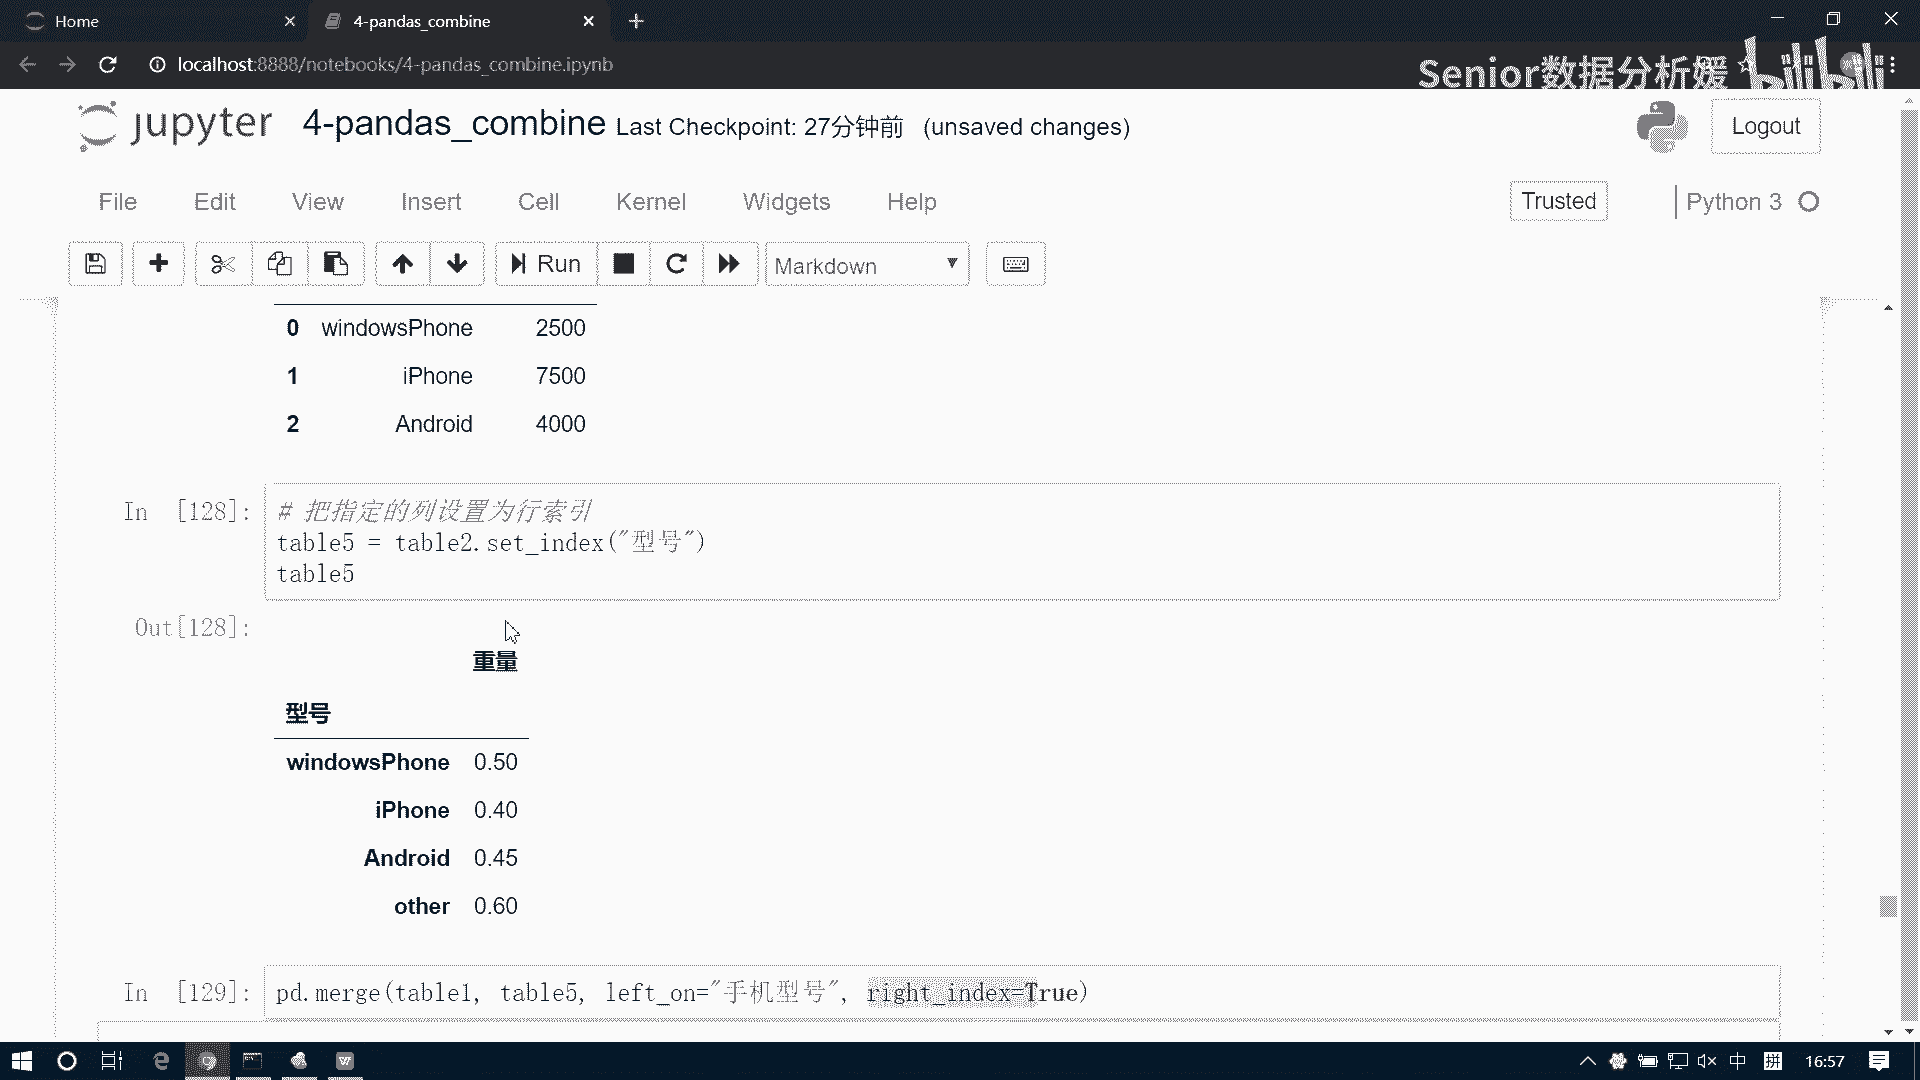 Home
4-pandas_combine
localhost:8888/notebooks/4-pandas_combine.ipynb
Senior数据分析媛
bilibili
jupyter
4-pandas_combine Last Checkpoint: 27分钟前 (unsaved changes)
Logout
File Edit View Insert Cell Kernel Widgets Help
Trusted
Python 3
Run
Markdown
0 windowsPhone 2500
1 iPhone 7500
2 Android 4000
In [128]:
# 把指定的列设置为行索引
table5 = table2.set_index("型号")
table5
Out[128]:
重量
型号
windowsPhone 0.50
iPhone 0.40
Android 0.45
other 0.60
In [129]: pd.merge(table1, table5, left_on="手机型号", right_index=True)
中
拼
16:57